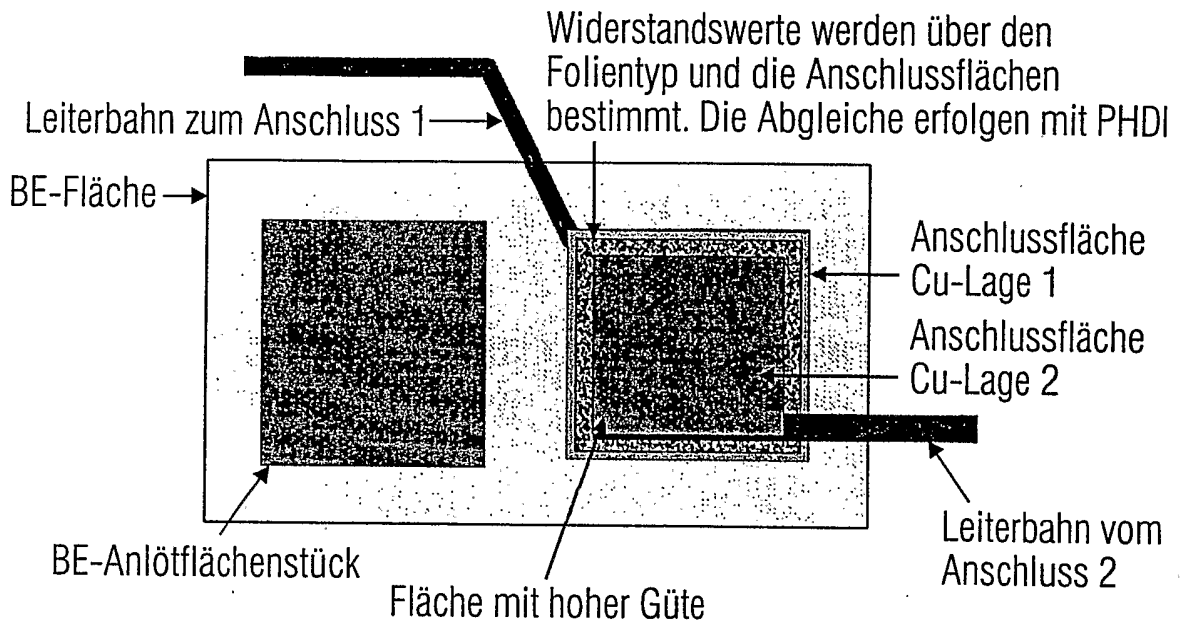 Widerstandswerte werden über den
Folientyp und die Anschlussflächen
bestimmt. Die Abgleiche erfolgen mit PHDI
Leiterbahn zum Anschluss 1
BE-Fläche
Anschlussfläche
Cu-Lage 1
Anschlussfläche
Cu-Lage 2
Leiterbahn vom
Anschluss 2
BE-Anlötflächenstück
Fläche mit hoher Güte